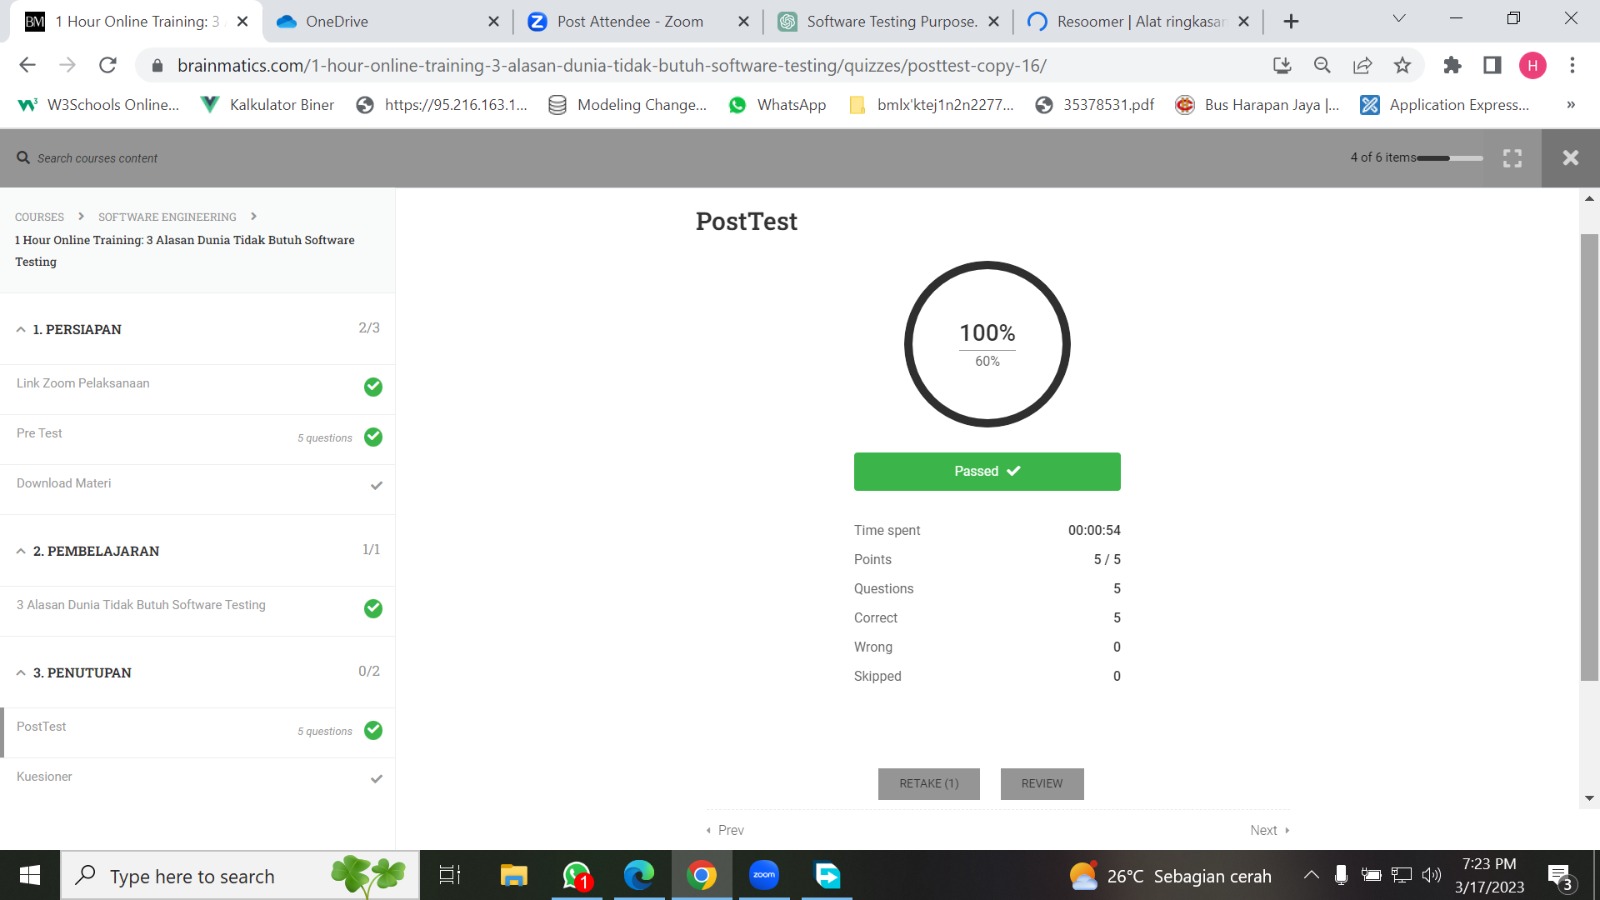 BM 1 Hour Online Training: 3
OneDrive
Post Attendee - Zoom
Software Testing Purpose.
Resoomer | Alat ringkasan
brainmatics.com/1-hour-online-training-3-alasan-dunia-tidak-butuh-software-testing/quizzes/posttest-copy-16/
H
W3Schools Online...
Kalkulator Biner
https://95.216.163.1...
Modeling Change...
WhatsApp
bmlx'ktej1n2n2277...
35378531.pdf
Bus Harapan Jaya |...
Application Express...
»
Search courses content
4 of 6 items
COURSES > SOFTWARE ENGINEERING >
1 Hour Online Training: 3 Alasan Dunia Tidak Butuh Software
Testing
1. PERSIAPAN 2/3
Link Zoom Pelaksanaan
Pre Test 5 questions
Download Materi
2. PEMBELAJARAN 1/1
3 Alasan Dunia Tidak Butuh Software Testing
3. PENUTUPAN 0/2
PostTest 5 questions
Kuesioner
PostTest
100%
60%
Passed
Time spent 00:00:54
Points 5 / 5
Questions 5
Correct 5
Wrong 0
Skipped 0
RETAKE (1) REVIEW
Prev Next
Type here to search
1
zoom
26°C Sebagian cerah
7:23 PM
3/17/2023
3